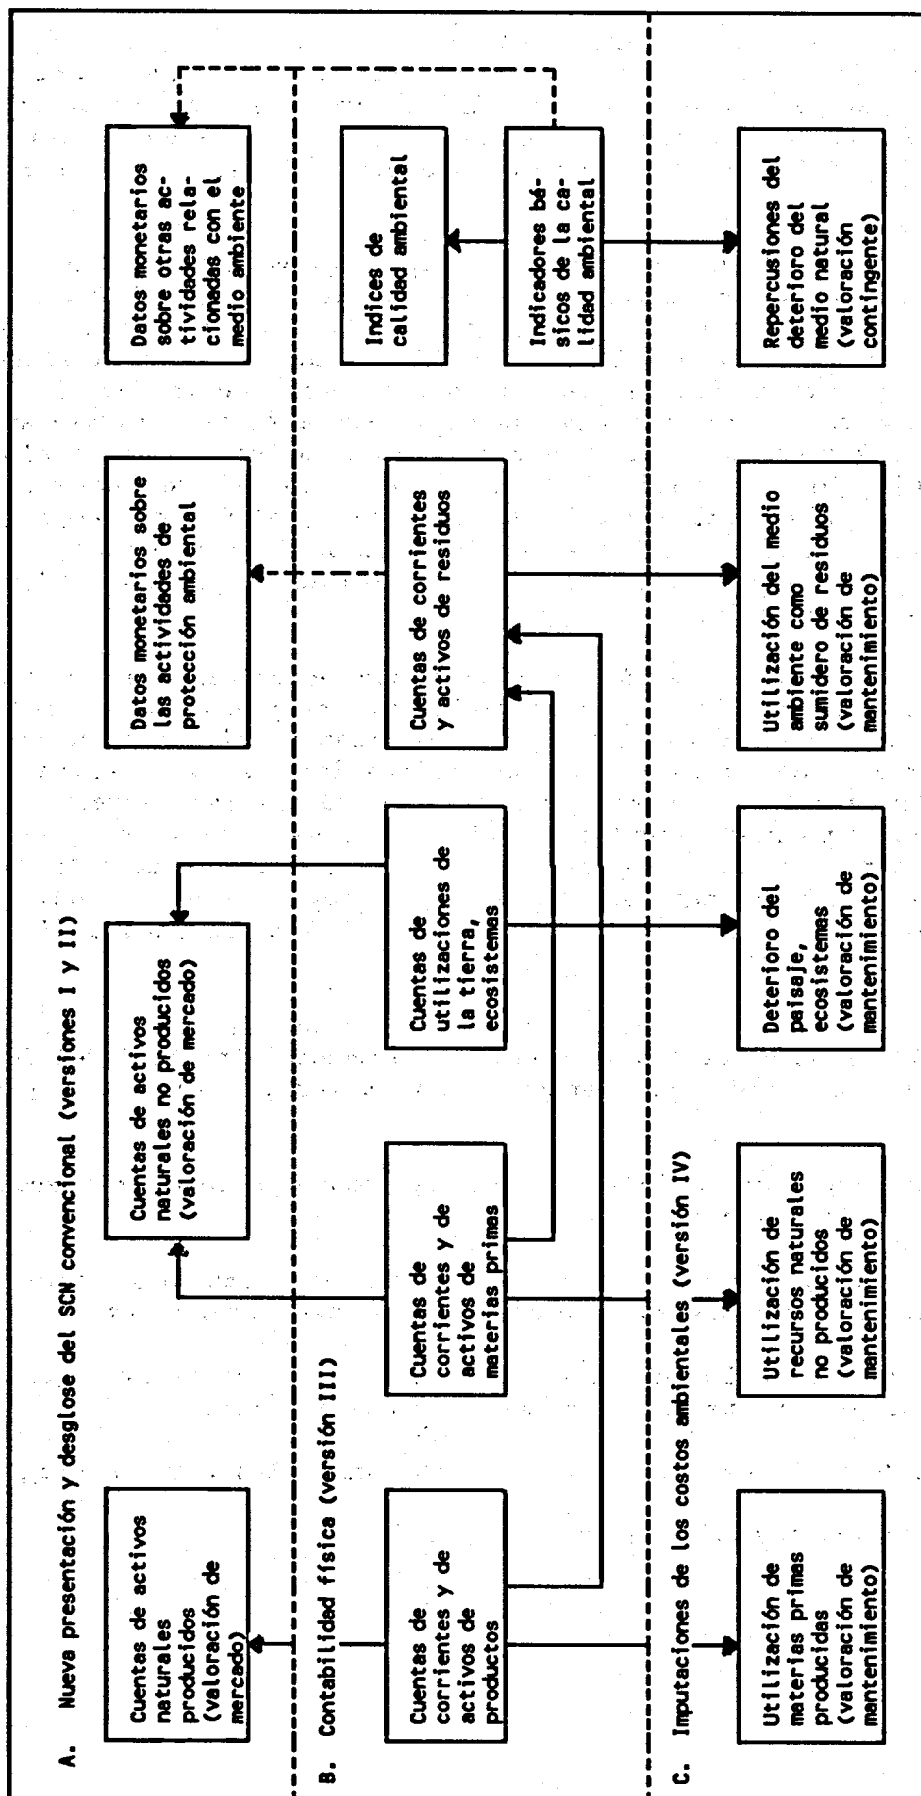 A. Nueva presentación y desglose del SCN convencional (versiones I y II)
Cuentas de activos
naturales
producidos
(valoración de
mercado)
Cuentas de activos
naturales no producidos
(valoración de mercado)
Datos monetarios sobre
las actividades de
protección ambiental
Datos monetarios
sobre otras ac-
tividades rela-
cionadas con el
medio ambiente
B. Contabilidad física (versión III)
Cuentas de
corrientes y de
activos de
productos
Cuentas de
corrientes y de
activos de
materias primas
Cuentas de
utilizaciones de
la tierra,
ecosistemas
Cuentas de corrientes
y activos de residuos
Indices de
calidad ambiental
Indicadores bá-
sicos de la ca-
lidad ambiental
C. Imputaciones de los costos ambientales (versión IV)
Utilización de
materias primas
producidas
(valoración de
mantenimiento)
Utilización de
recursos naturales
no producidos
(valoración de
mantenimiento)
Deterioro del
paisaje,
ecosistemas
(valoración de
mantenimiento)
Utilización del medio
ambiente como
sumidero de residuos
(valoración de
mantenimiento)
Repercusiones del
deterioro del
medio natural
(valoración
contingente)